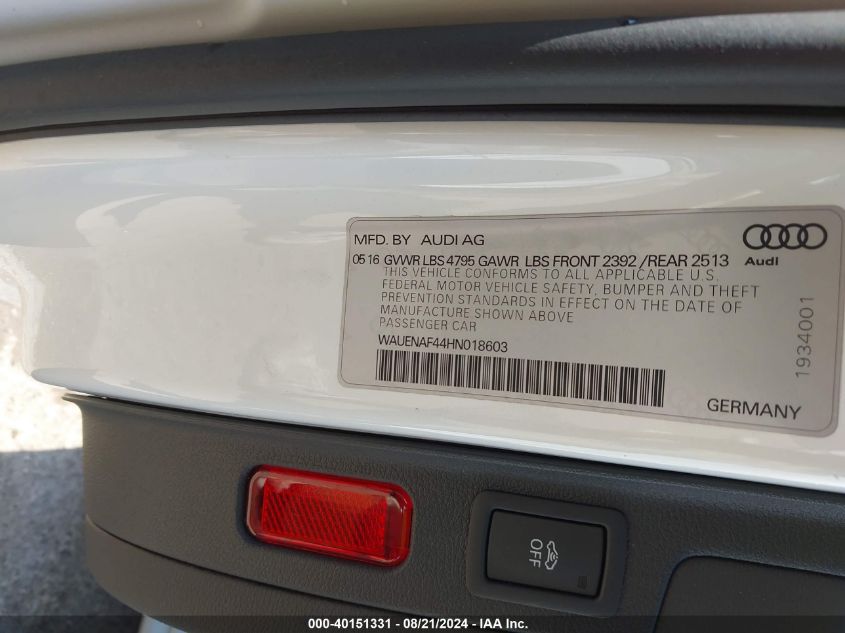 MFD. BY AUDI AG
Audi
0516 GVWR LBS 4795 GAWR LBS FRONT 2392 /REAR 2513
THIS VEHICLE CONFORMS TO ALL APPLICABLE U.S.
FEDERAL MOTOR VEHICLE SAFETY, BUMPER AND THEFT
PREVENTION STANDARDS IN EFFECT ON THE DATE OF
MANUFACTURE SHOWN ABOVE
PASSENGER CAR
WAUENAF44HN018603
1934001
GERMANY
OFF
000-40151331 - 08/21/2024 - IAA Inc.